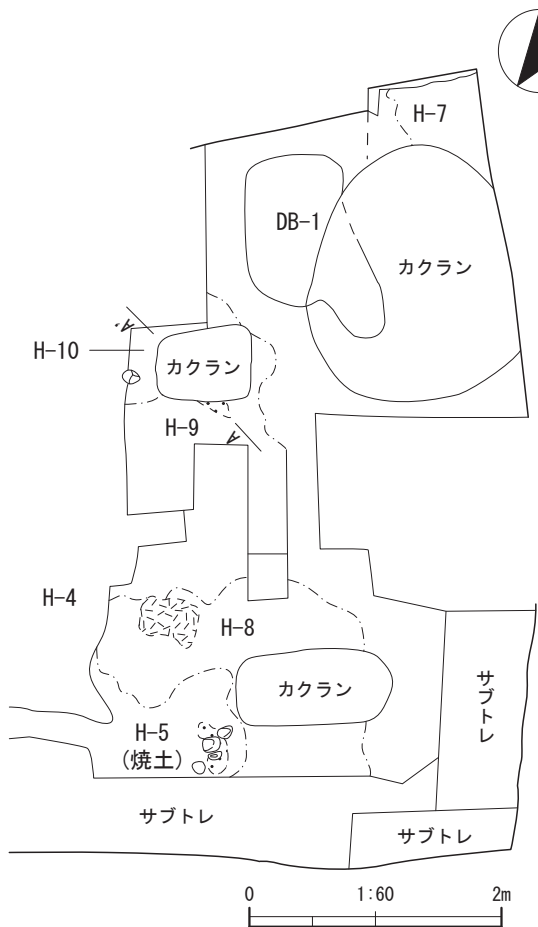 H-7
DB-1
カクラン
A'
H-10
カクラン
H-9
A
H-4
H-8
カクラン
サブトレ
H-5
(焼土)
サブトレ
サブトレ
0 1:60 2m